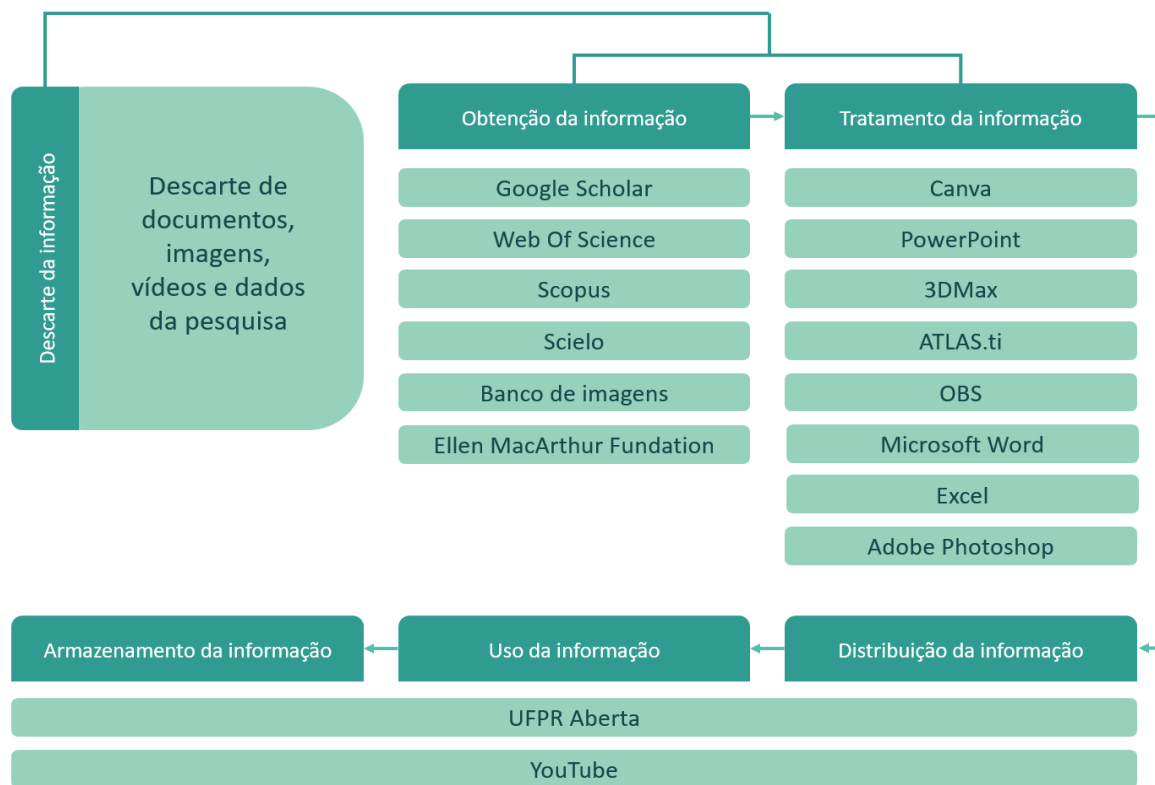 Descarte da informação
Descarte de
documentos,
imagens,
vídeos e dados
da pesquisa
Obtenção da informação
Google Scholar
Web Of Science
Scopus
Scielo
Banco de imagens
Ellen MacArthur Fundation
Tratamento da informação
Canva
PowerPoint
3DMax
ATLAS.ti
OBS
Microsoft Word
Excel
Adobe Photoshop
Armazenamento da informação
Uso da informação
Distribuição da informação
UFPR Aberta
YouTube